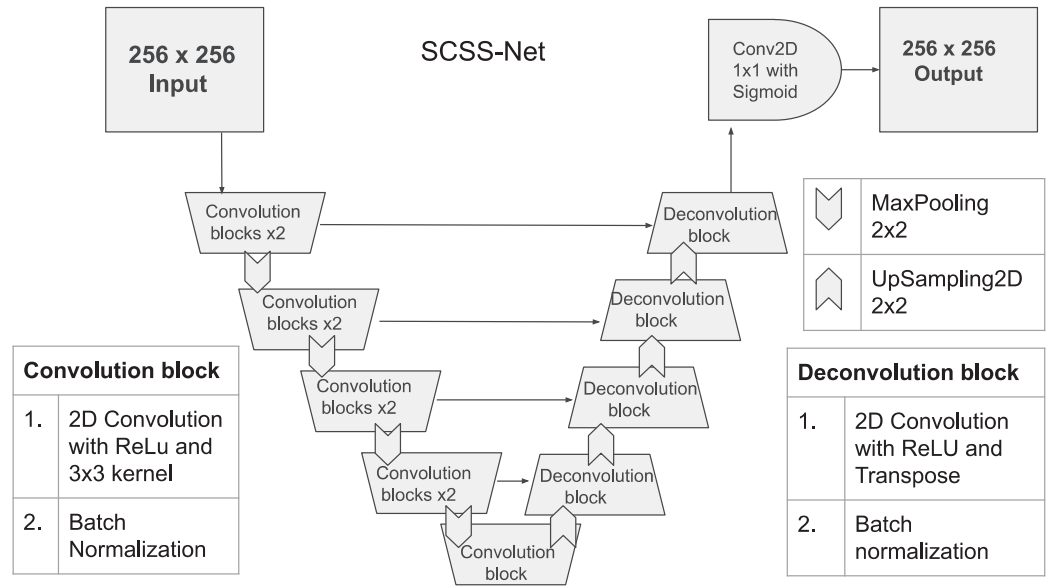 256 x 256
Input
SCSS-Net
Conv2D
1x1 with
Sigmoid
256 x 256
Output
Convolution
blocks x2
Deconvolution
block
MaxPooling
2x2
UpSampling2D
2x2
Convolution
blocks x2
Deconvolution
block
Convolution
blocks x2
Deconvolution
block
Convolution
blocks x2
Deconvolution
block
Convolution
block
Convolution block
1. 2D Convolution
with ReLu and
3x3 kernel
2. Batch
Normalization
Deconvolution block
1. 2D Convolution
with ReLU and
Transpose
2. Batch
normalization